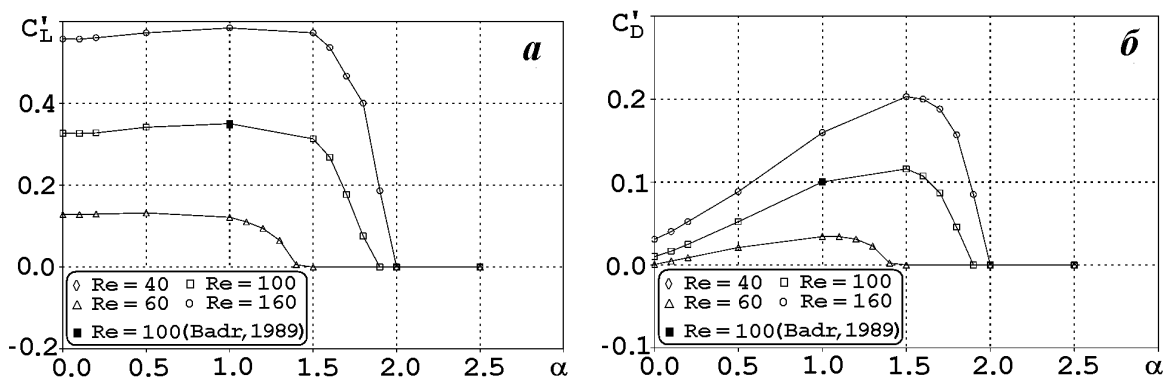 C'L
а
0.4
0.2
0.0
-0.2
◊ Re = 40 □ Re = 100
△ Re = 60 ○ Re = 160
■ Re = 100 (Badr, 1989)
0.0 0.5 1.0 1.5 2.0 2.5 α
C'D
б
0.2
0.1
0.0
-0.1
◊ Re = 40 □ Re = 100
△ Re = 60 ○ Re = 160
■ Re = 100 (Badr, 1989)
0.0 0.5 1.0 1.5 2.0 2.5 α